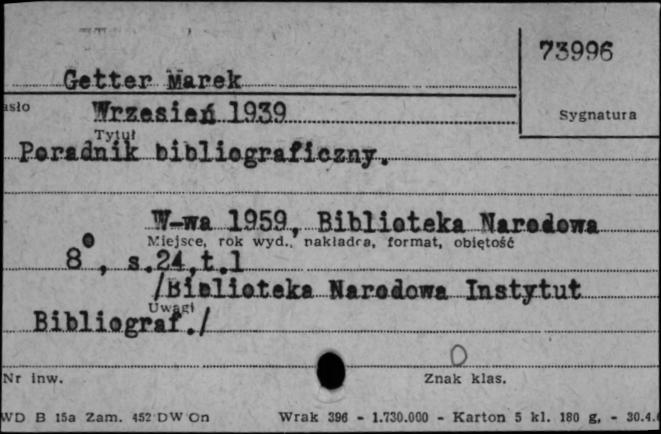 73996
Getter Marek
asło
Wrzesień 1939
Sygnatura
Tytuł
Poradnik bibliograficzny.
W-wa 1959, Biblioteka Narodowa
Miejsce, rok wyd., nakładca, format, objętość
8°, s.24,t.1
/Biblioteka Narodowa Instytut
Uwagi
Bibliograf./
O
Nr inw.
Znak klas.
WD B 15a Zam. 452 DW On Wrak 396 - 1.730.000 - Karton 5 kl. 180 g, - 30.4.